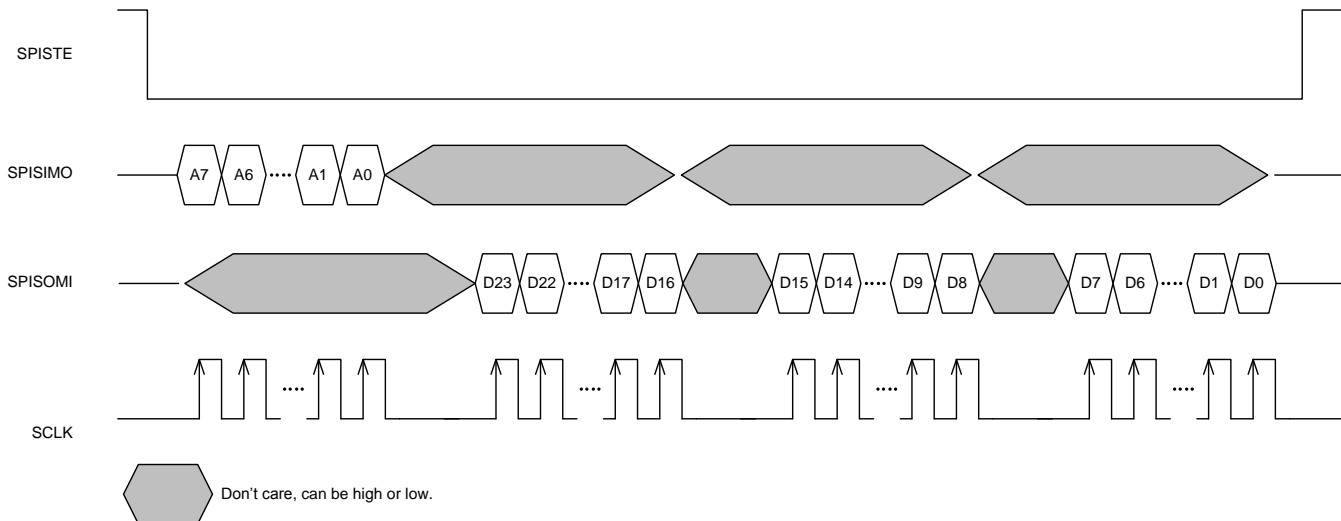 SPISTE
SPISIMO
A7 A6 .... A1 A0
SPISOMI
D23 D22 .... D17 D16 D15 D14 .... D9 D8 D7 D6 .... D1 D0
.... .... .... ....
SCLK
Don't care, can be high or low.